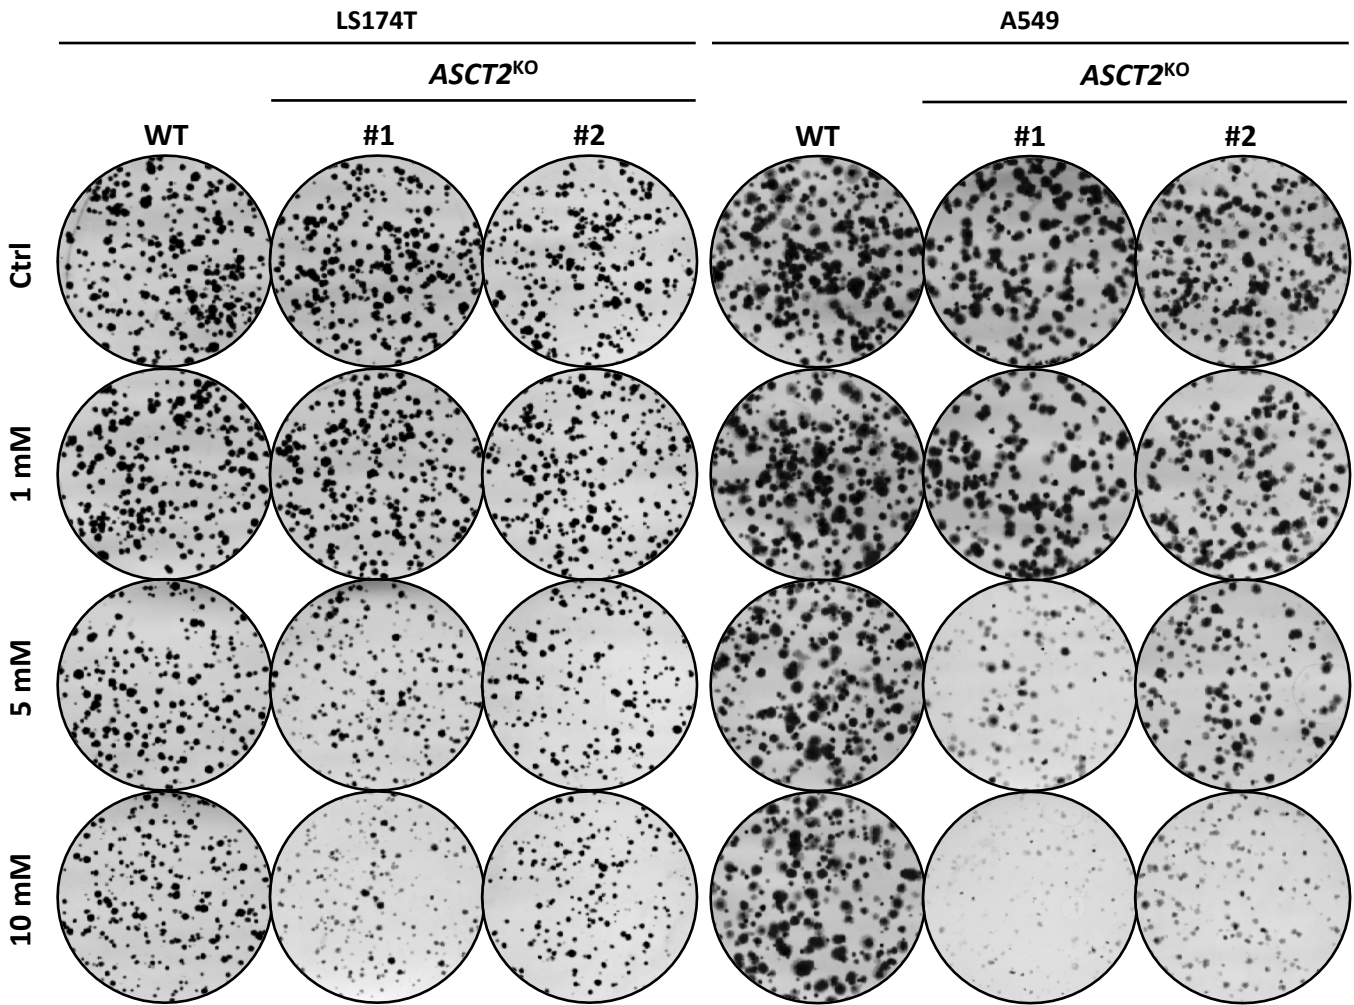 LS174T A549
ASCT2KO ASCT2KO
WT #1 #2 WT #1 #2
Ctrl
1 mM
5 mM
10 mM